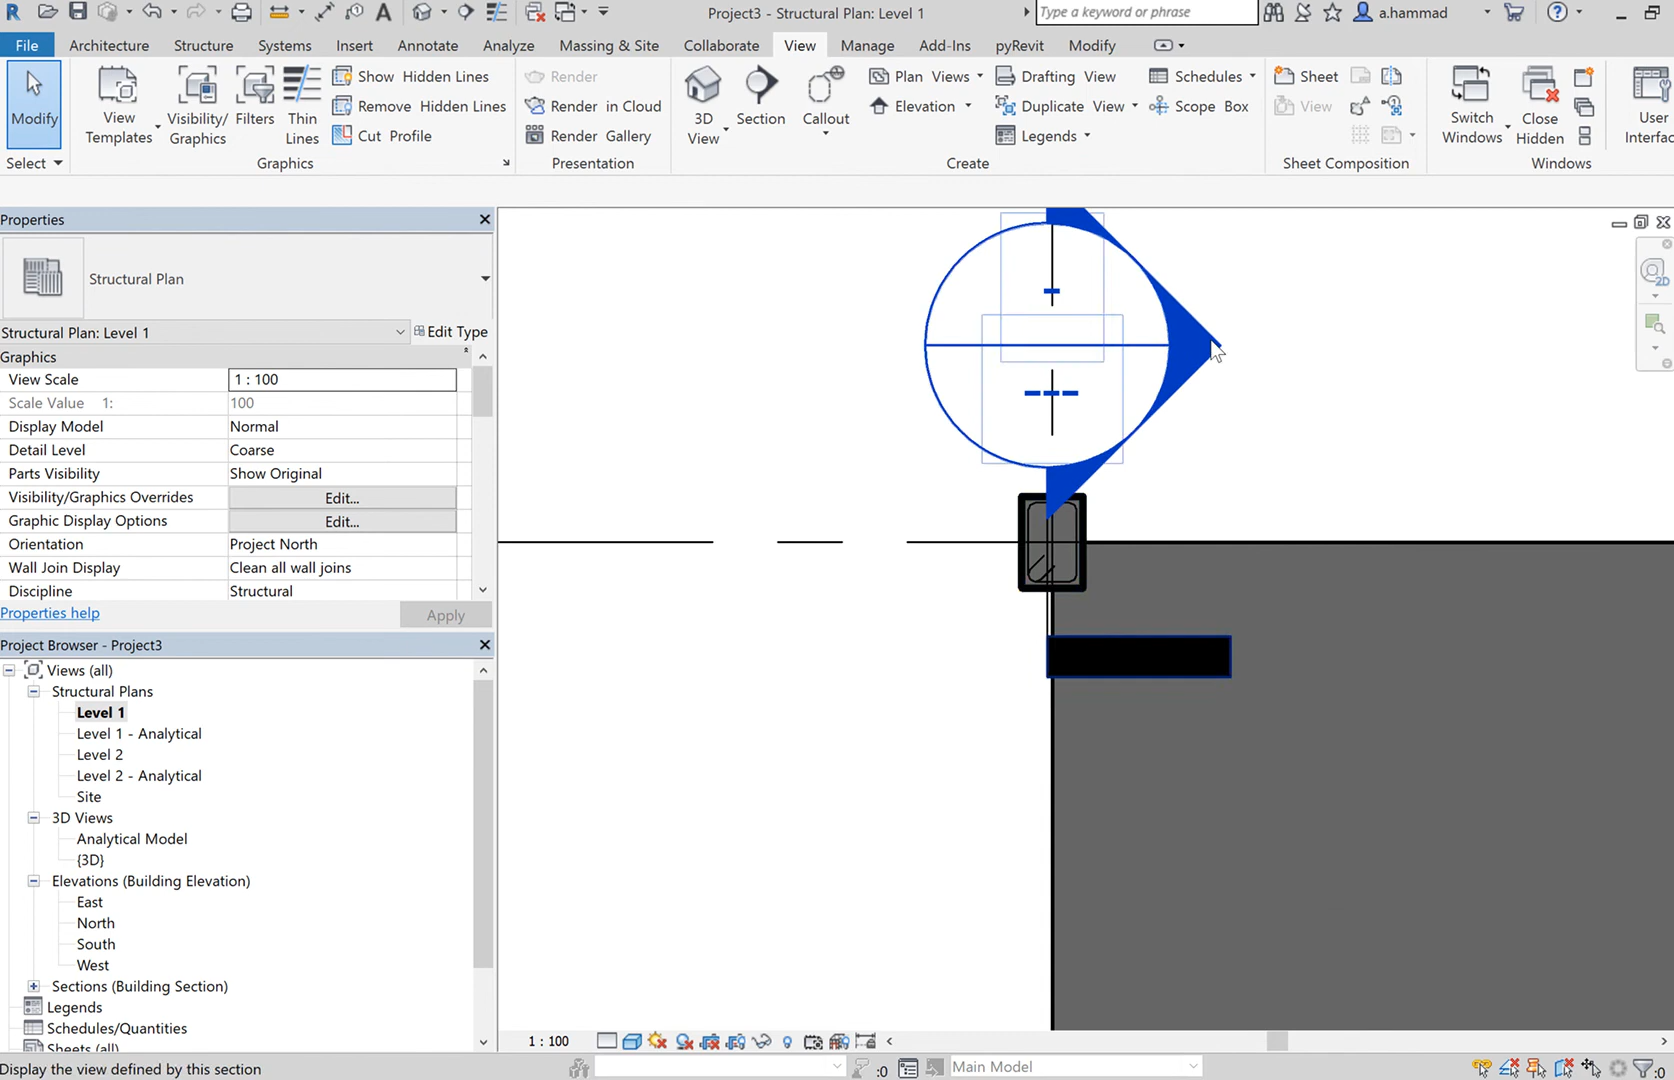 Project3 - Structural Plan: Level 1
Type a keyword or phrase
a.hammad
File
Architecture
Structure
Systems
Insert
Annotate
Analyze
Massing & Site
Collaborate
View
Manage
Add-Ins
pyRevit
Modify
Modify
View
Templates
Visibility/
Graphics
Filters
Thin
Lines
Show Hidden Lines
Remove Hidden Lines
Cut Profile
Render
Render in Cloud
Render Gallery
3D
View
Section
Callout
Plan Views
Elevation
Drafting View
Duplicate View
Legends
Schedules
Scope Box
Sheet
View
Switch
Windows
Close
Hidden
User
Interfac
Select
Graphics
Presentation
Create
Sheet Composition
Windows
Properties
Structural Plan
Structural Plan: Level 1
Edit Type
Graphics
View Scale
1 : 100
Scale Value 1:
100
Display Model
Normal
Detail Level
Coarse
Parts Visibility
Show Original
Visibility/Graphics Overrides
Edit...
Graphic Display Options
Edit...
Orientation
Project North
Wall Join Display
Clean all wall joins
Discipline
Structural
Properties help
Apply
Project Browser - Project3
Views (all)
Structural Plans
Level 1
Level 1 - Analytical
Level 2
Level 2 - Analytical
Site
3D Views
Analytical Model
{3D}
Elevations (Building Elevation)
East
North
South
West
Sections (Building Section)
Legends
Schedules/Quantities
Sheets (all)
2D
- 
---
1 : 100
Display the view defined by this section
:0
Main Model
:0